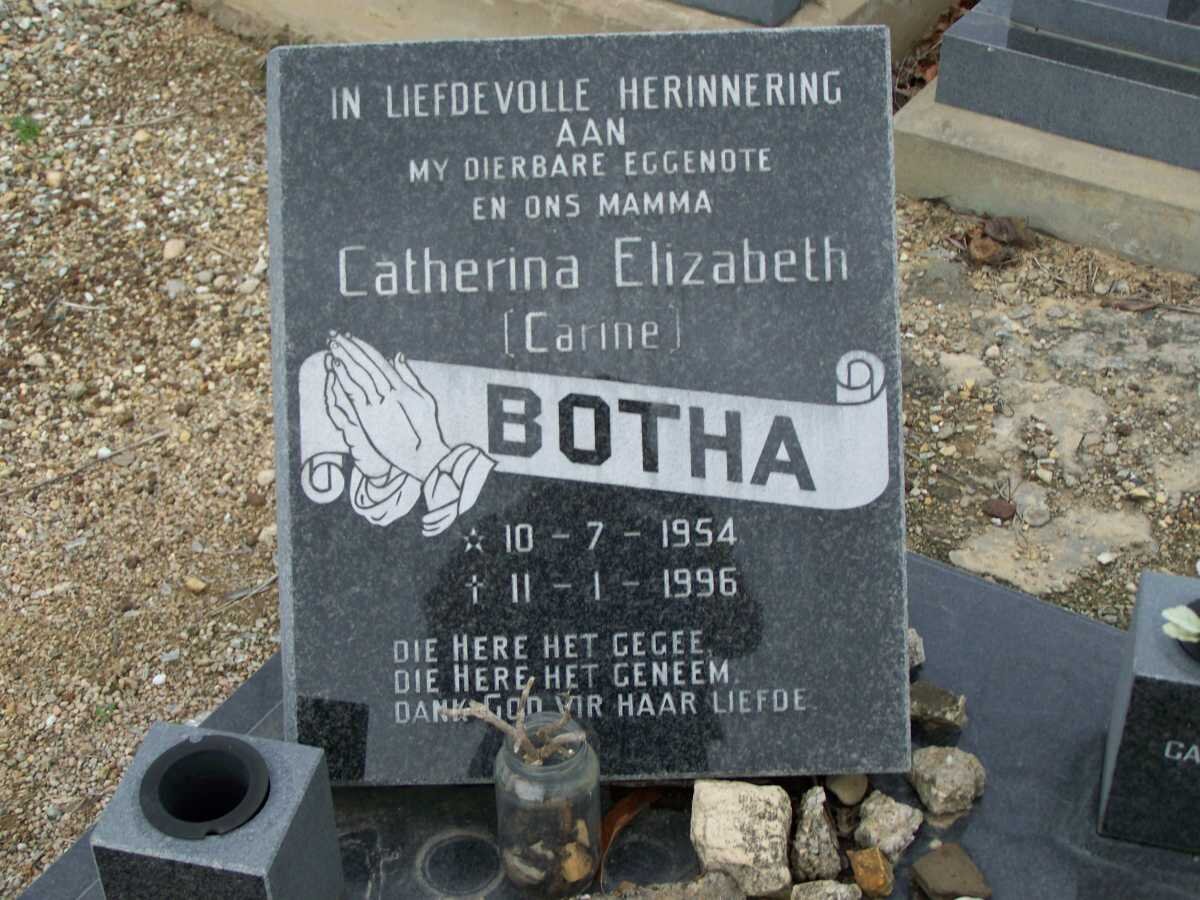 IN LIEFDEVOLLE HERINNERING
AAN
MY DIERBARE EGGENOTE
EN ONS MAMMA
Catherina Elizabeth
(Carine)
BOTHA
☆ 10 - 7 - 1954
† 11 - 1 - 1996
DIE HERE HET GEGEE,
DIE HERE HET GENEEM.
DANK GOD VIR HAAR LIEFDE
CA